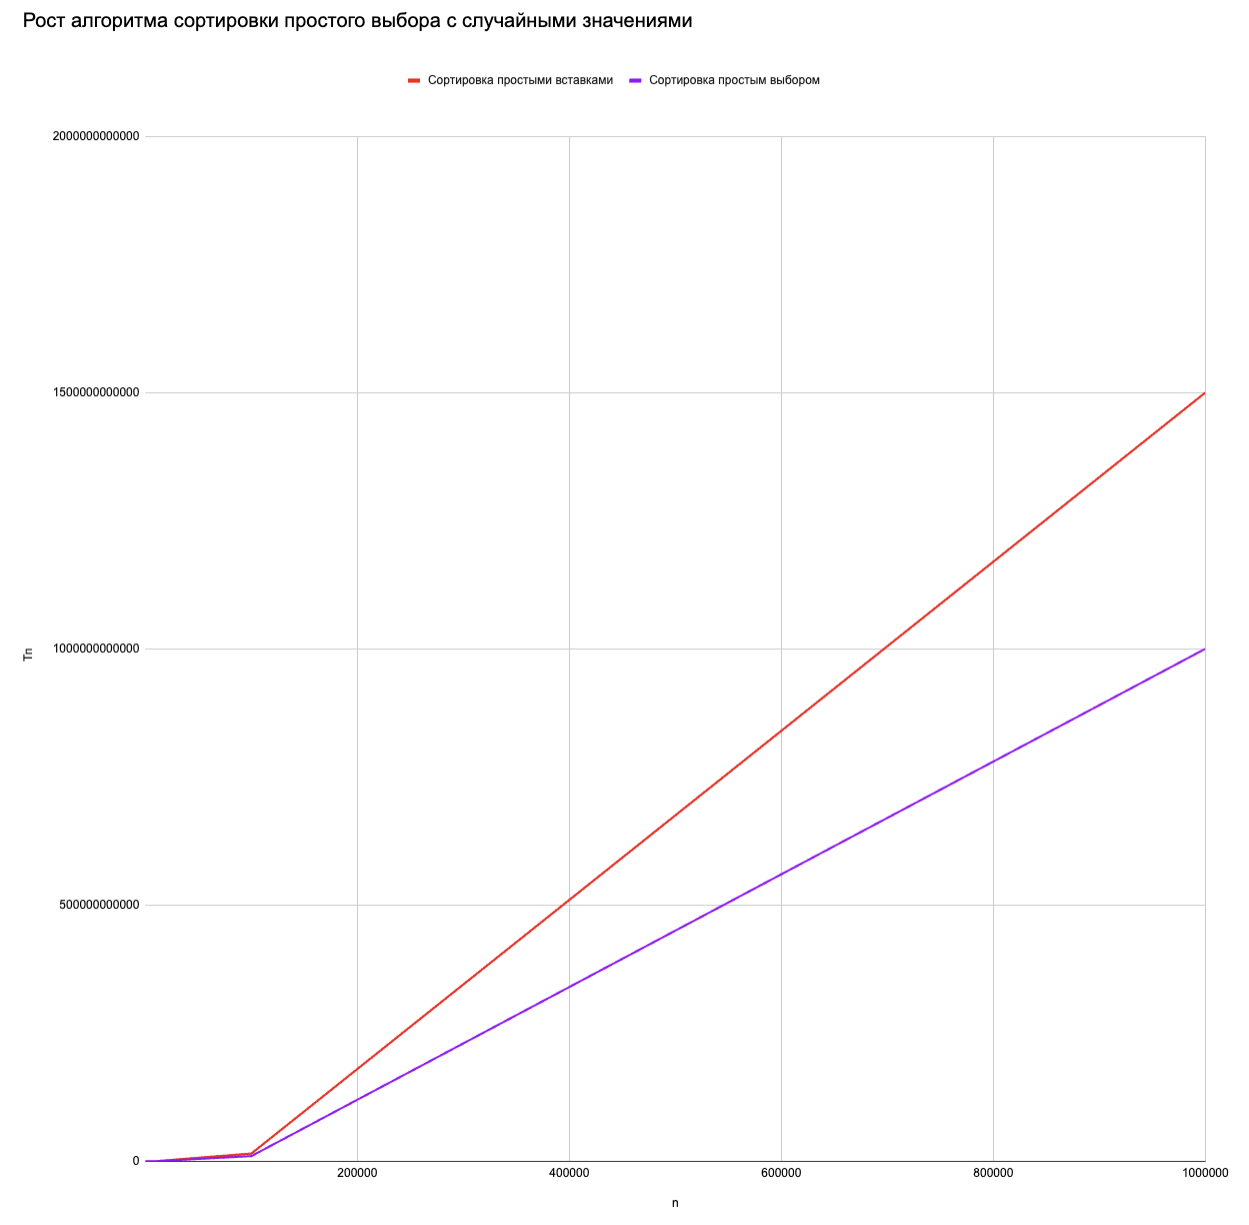 Рост алгоритма сортировки простого выбора с случайными значениями
Сортировка простыми вставками
Сортировка простым выбором
2000000000000
1500000000000
1000000000000
500000000000
0
Tn
200000
400000
600000
800000
1000000
n